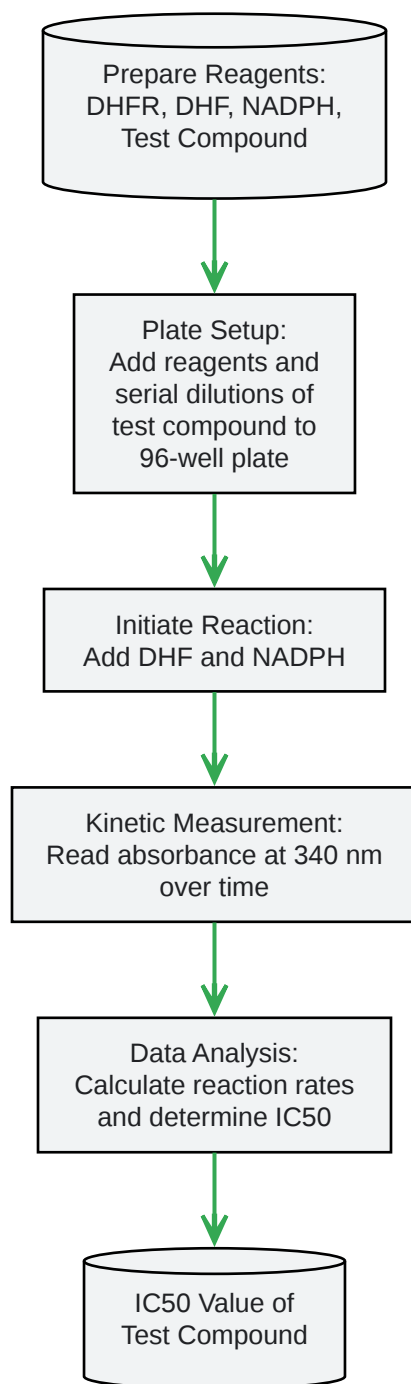 Prepare Reagents:
DHFR, DHF, NADPH,
Test Compound
Plate Setup:
Add reagents and
serial dilutions of
test compound to
96-well plate
Initiate Reaction:
Add DHF and NADPH
Kinetic Measurement:
Read absorbance at 340 nm
over time
Data Analysis:
Calculate reaction rates
and determine IC50
IC50 Value of
Test Compound